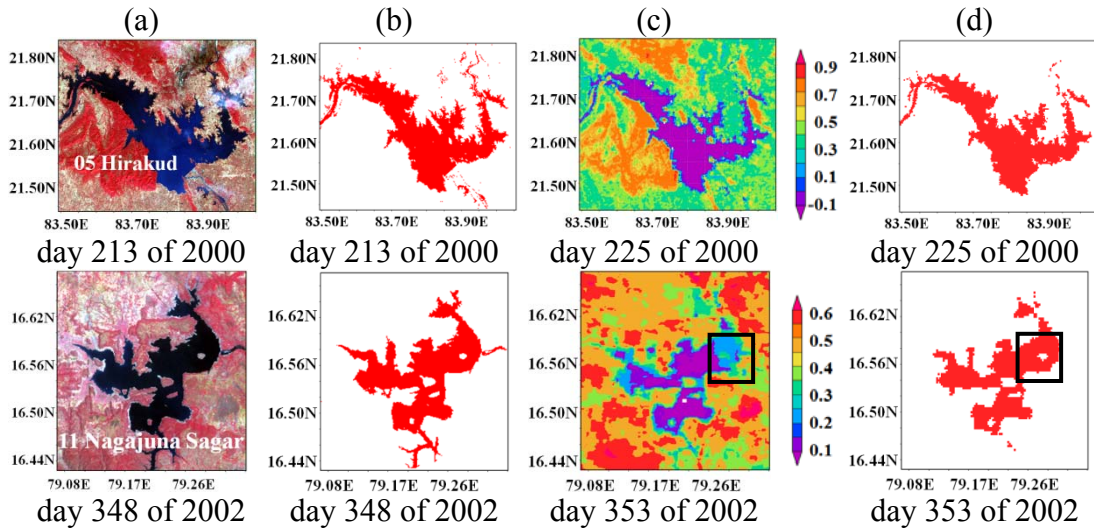 (a) (b) (c) (d)
21.80N 21.80N 21.80N 0.9 21.80N
21.70N 21.70N 21.70N 0.7 21.70N
0.5
21.60N 21.60N 21.60N 0.3 21.60N
05 Hirakud
0.1
21.50N 21.50N 21.50N -0.1 21.50N
83.50E 83.70E 83.90E 83.50E 83.70E 83.90E 83.50E 83.70E 83.90E 83.50E 83.70E 83.90E
day 213 of 2000 day 213 of 2000 day 225 of 2000 day 225 of 2000
16.62N 16.62N 16.62N 0.6 16.62N
0.5
16.56N 16.56N 16.56N 0.4 16.56N
0.3
16.50N 16.50N 16.50N 0.2 16.50N
11 Nagajuna Sagar
16.44N 16.44N 16.44N 0.1 16.44N
79.08E 79.17E 79.26E 79.08E 79.17E 79.26E 79.08E 79.17E 79.26E 79.08E 79.17E 79.26E
day 348 of 2002 day 348 of 2002 day 353 of 2002 day 353 of 2002